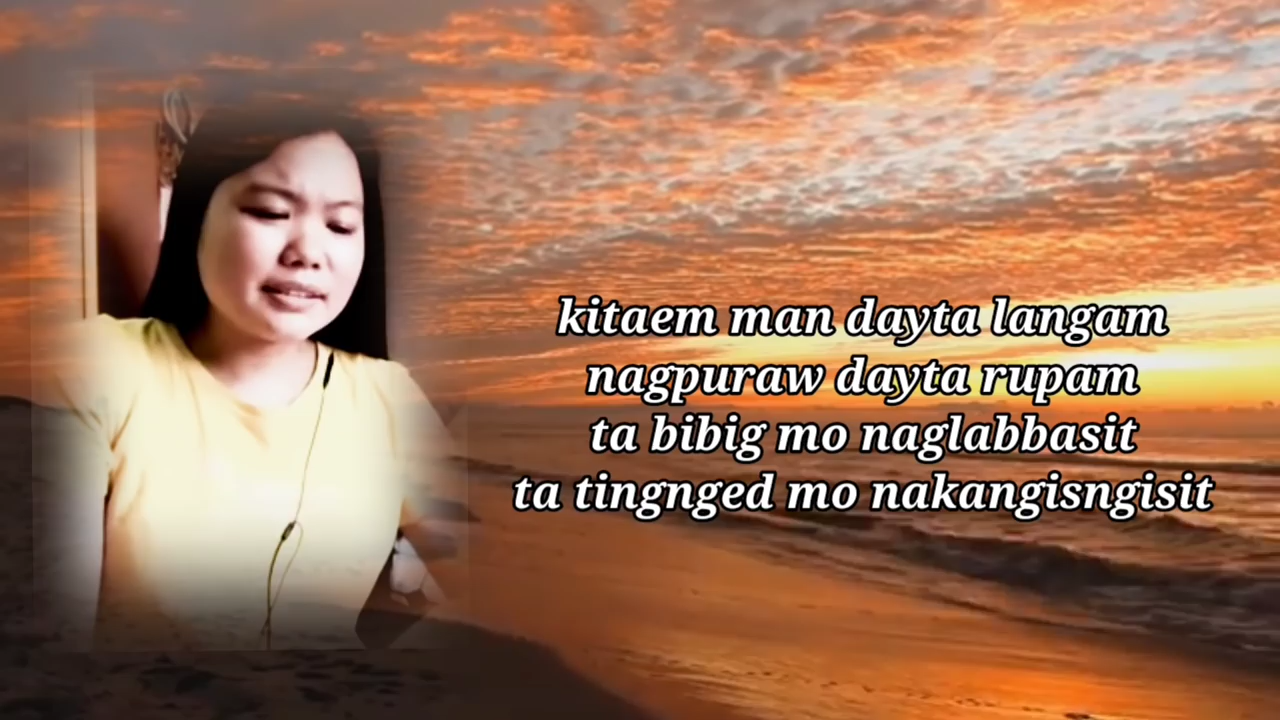 kitaem man dayta langam
nagpuraw dayta rupam
ta bibig mo naglabbasit
ta tingnged mo nakangisngisit